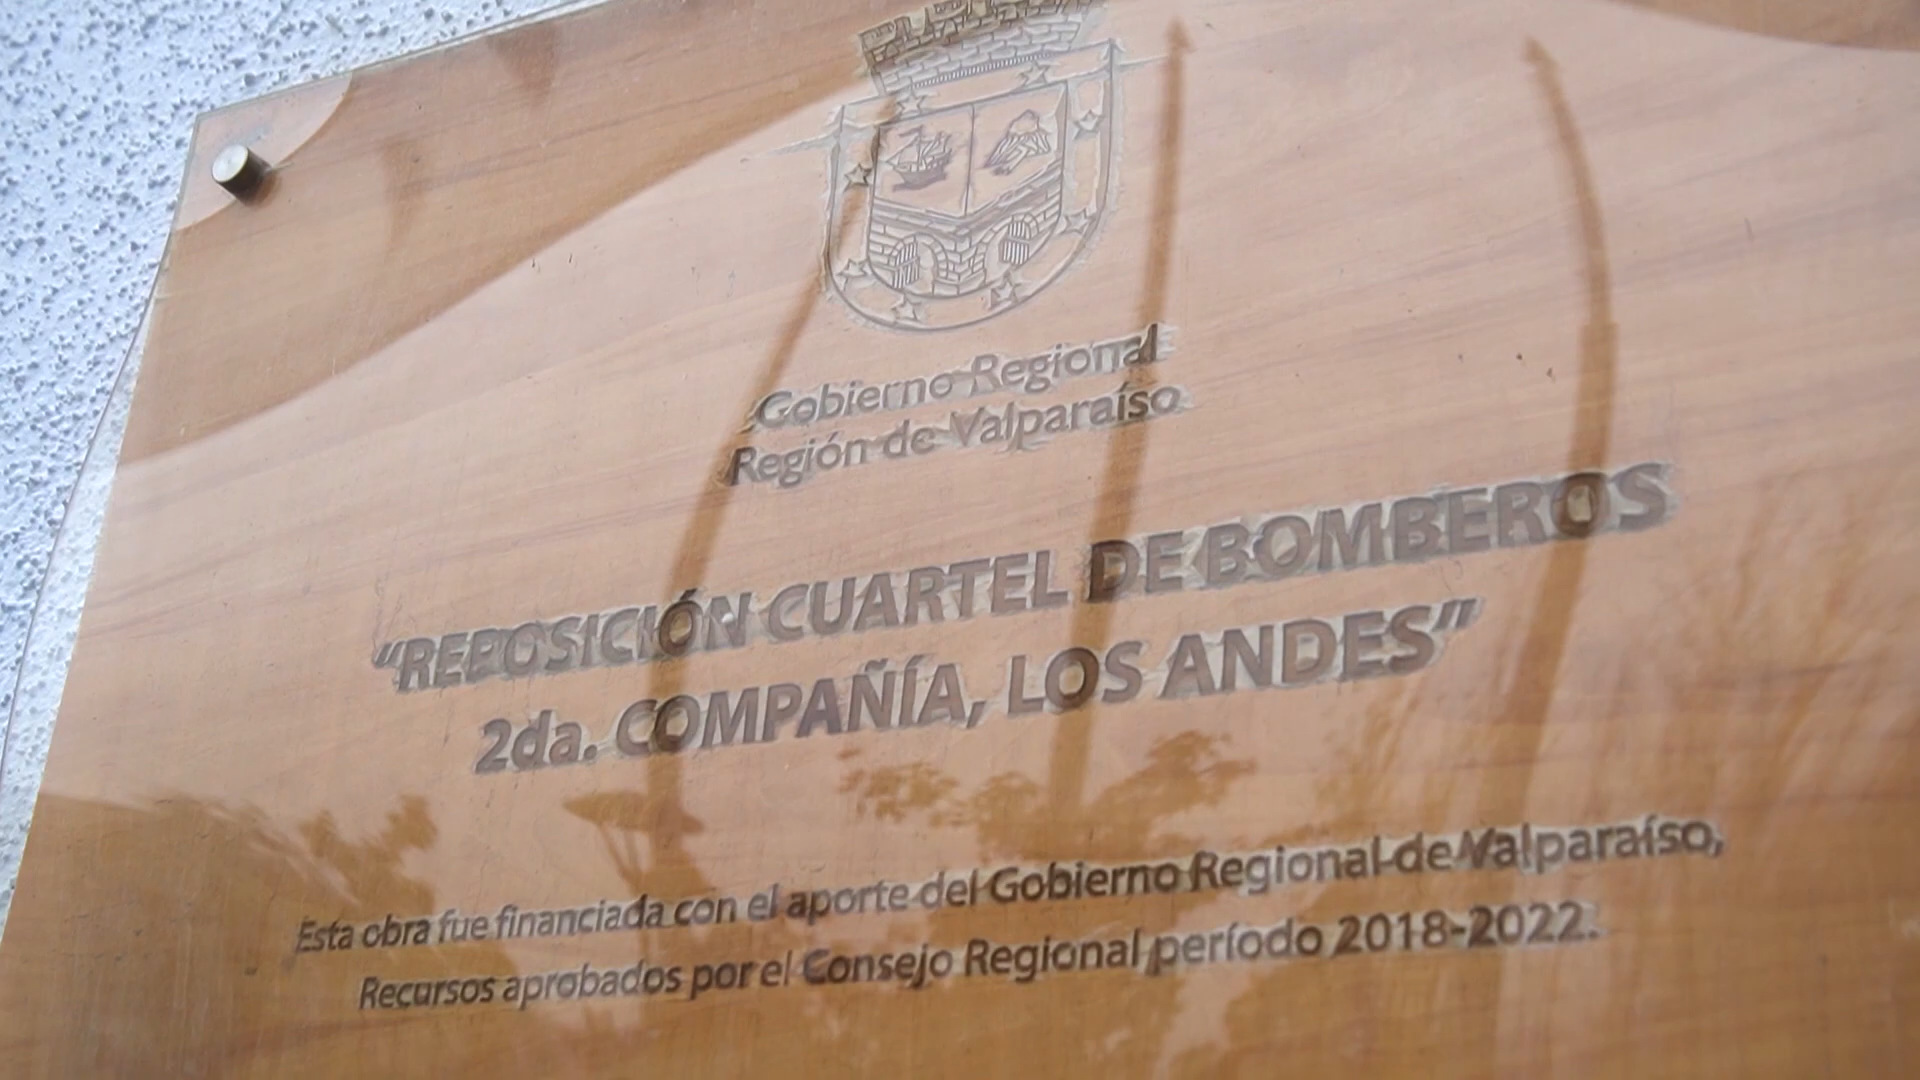 Gobierno Regional
Región de Valparaíso
“REPOSICIÓN CUARTEL DE BOMBEROS
2da. COMPAÑÍA, LOS ANDES”
Esta obra fue financiada con el aporte del Gobierno Regional de Valparaíso,
Recursos aprobados por el Consejo Regional período 2018-2022.